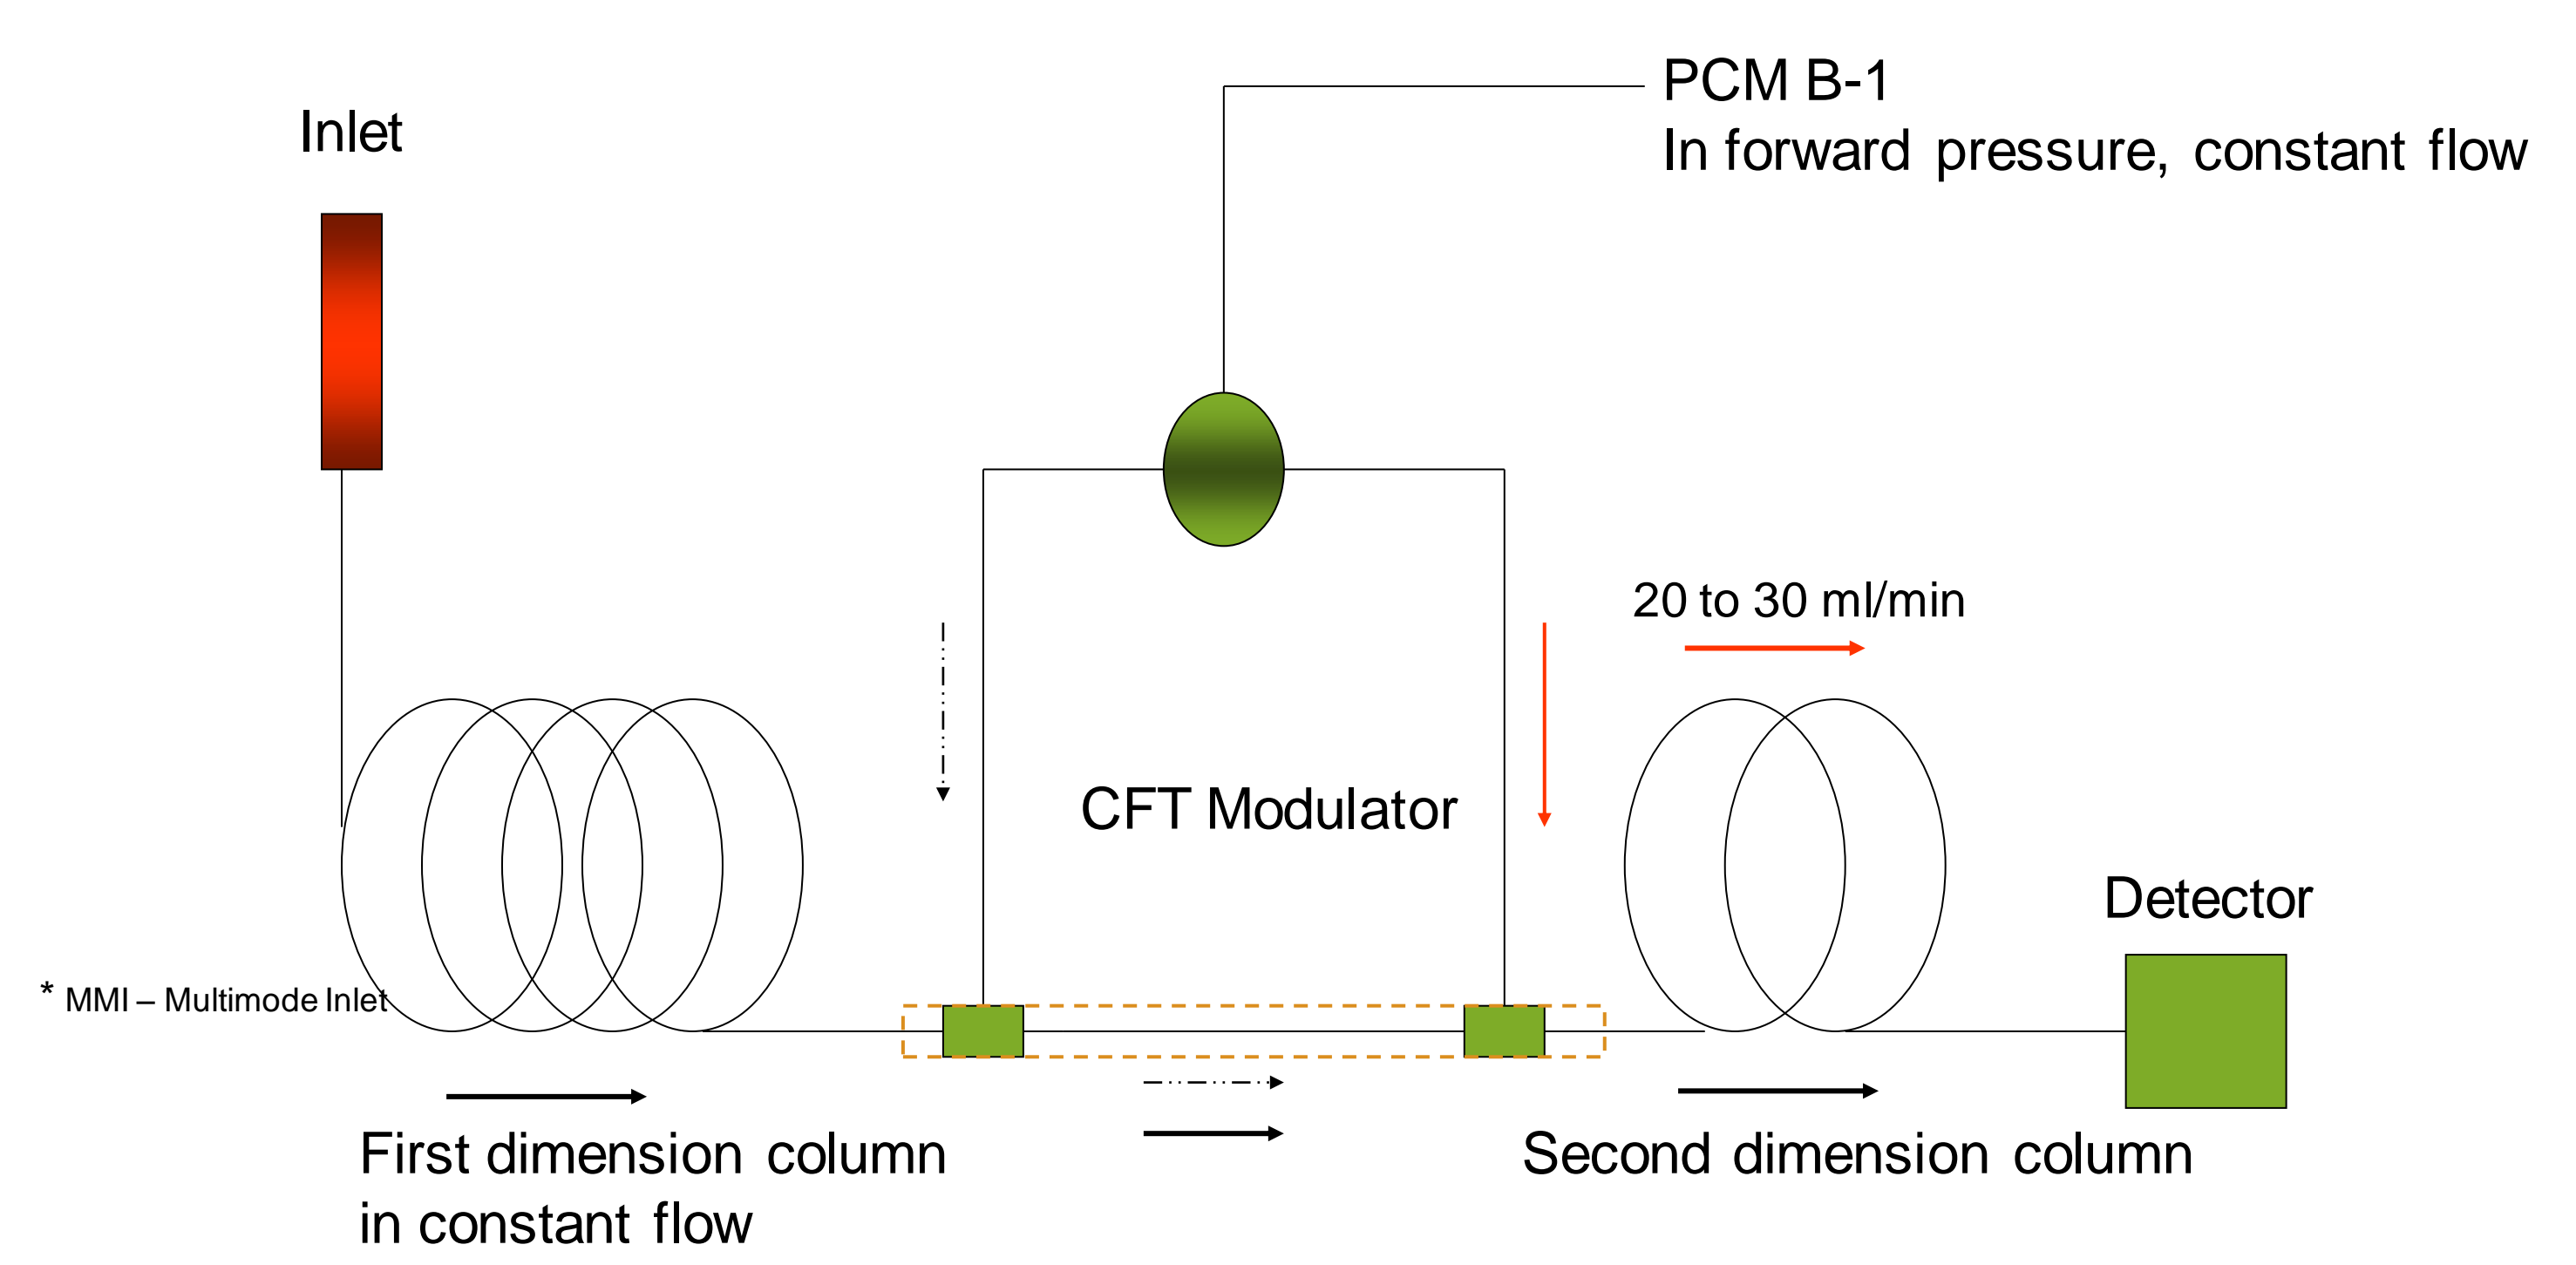 PCM B-1
In forward pressure, constant flow
Inlet
20 to 30 ml/min
CFT Modulator
Detector
* MMI – Multimode Inlet
First dimension column
in constant flow
Second dimension column